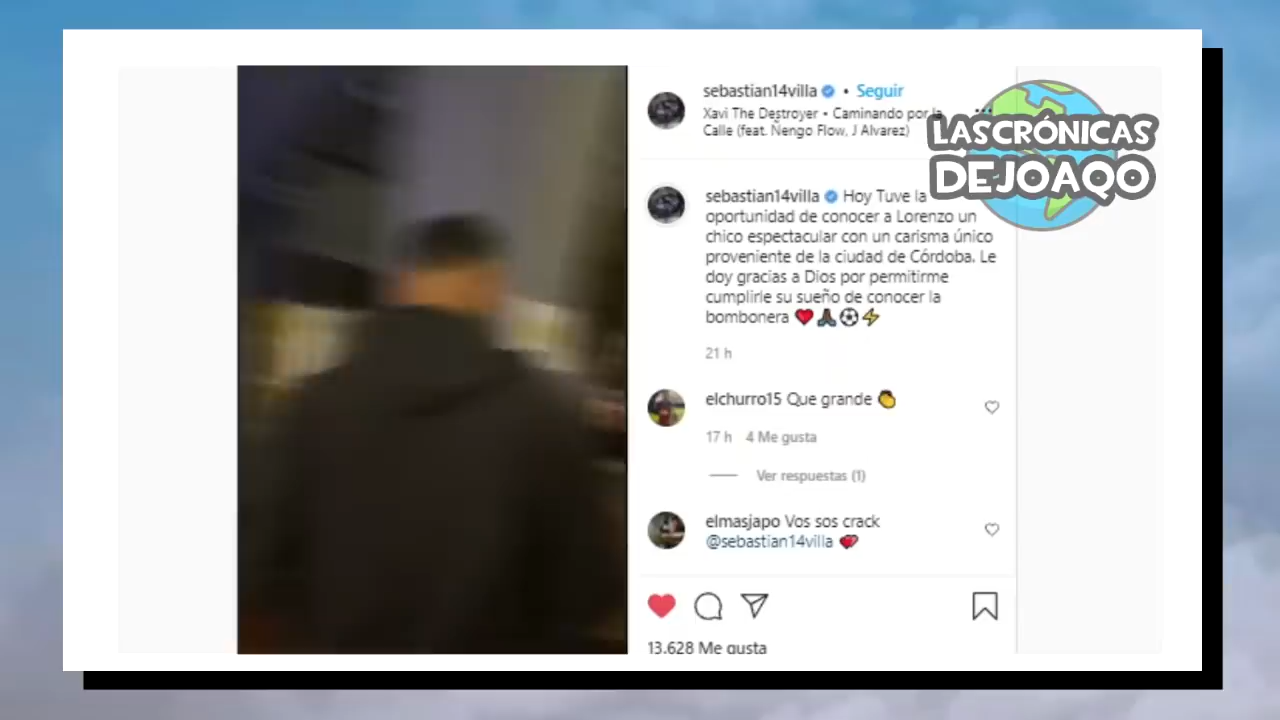 sebastian14villa • Seguir
Xavi The Destroyer • Caminando por la
Calle (feat. Ñengo Flow, J Alvarez)
LASCRÓNICAS
DEJOAQO
sebastian14villa Hoy Tuve la
oportunidad de conocer a Lorenzo un
chico espectacular con un carisma único
proveniente de la ciudad de Córdoba. Le
doy gracias a Dios por permitirme
cumplirle su sueño de conocer la
bombonera ❤️🙏🏿⚽⚡
21 h
elchurro15 Que grande 👏
17 h 4 Me gusta
Ver respuestas (1)
elmasjapo Vos sos crack
@sebastian14villa 💕
13.628 Me gusta